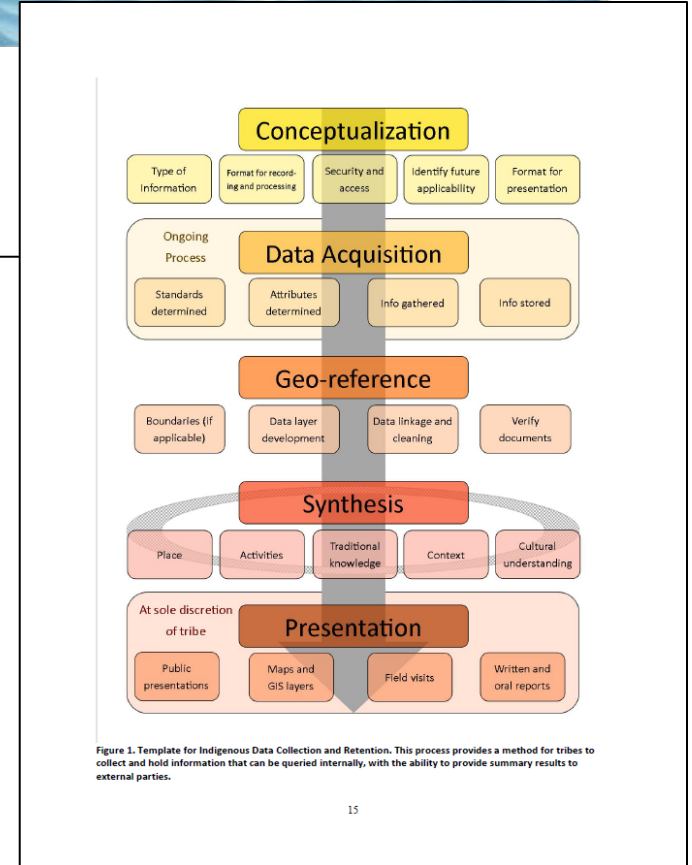 Conceptualization
Type of
Information
Format for record-
ing and processing
Security and
access
Identify future
applicability
Format for
presentation
Ongoing
Process
Data Acquisition
Standards
determined
Attributes
determined
Info gathered
Info stored
Geo-reference
Boundaries (if
applicable)
Data layer
development
Data linkage and
cleaning
Verify
documents
Synthesis
Place
Activities
Traditional
knowledge
Context
Cultural
understanding
At sole discretion
of tribe
Presentation
Public
presentations
Maps and
GIS layers
Field visits
Written and
oral reports
Figure 1. Template for Indigenous Data Collection and Retention. This process provides a method for tribes to
collect and hold information that can be queried internally, with the ability to provide summary results to
external parties.
15